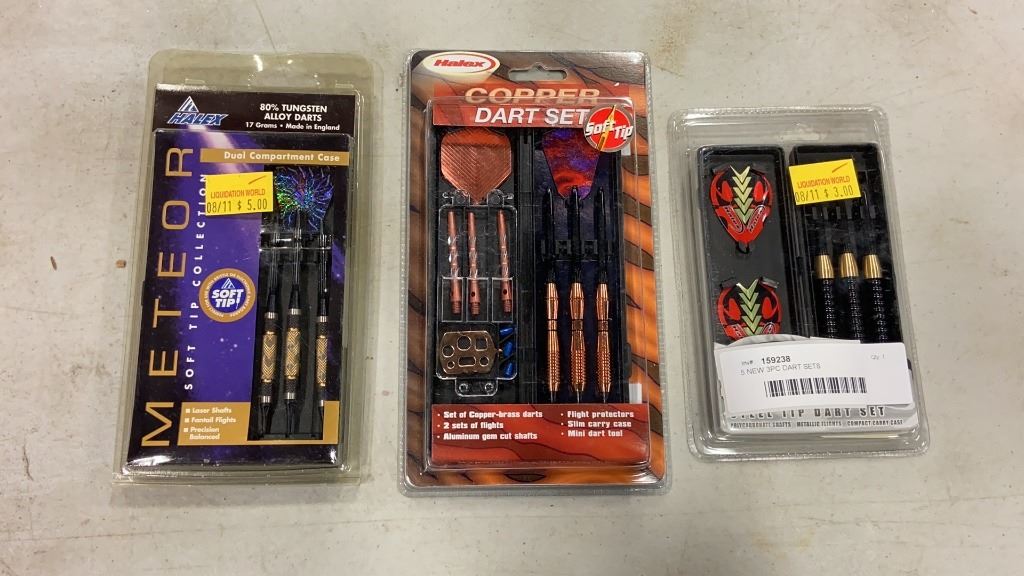 HALEX
80% TUNGSTEN
ALLOY DARTS
17 Grams • Made in England
Dual Compartment Case
METEOR
SOFT TIP COLLECTION
LIQUIDATION WORLD
08/11 $ 5.00
SOFT
TIP
Laser Shafts
Fantail Flights
Precision
Balanced
Halex
COPPER
DART SET
Soft Tip
• Set of Copper-brass darts
• 2 sets of flights
• Aluminum gem cut shafts
• Flight protectors
• Slim carry case
• Mini dart tool
LIQUIDATION WORLD
08/11 $ 3.00
159238
Qty: 1
5 NEW 3PC DART SETS
STEEL TIP DART SET
POLYCARBONATE SHAFTS • METALLIC FLIGHTS • COMPACT CARRY CASE